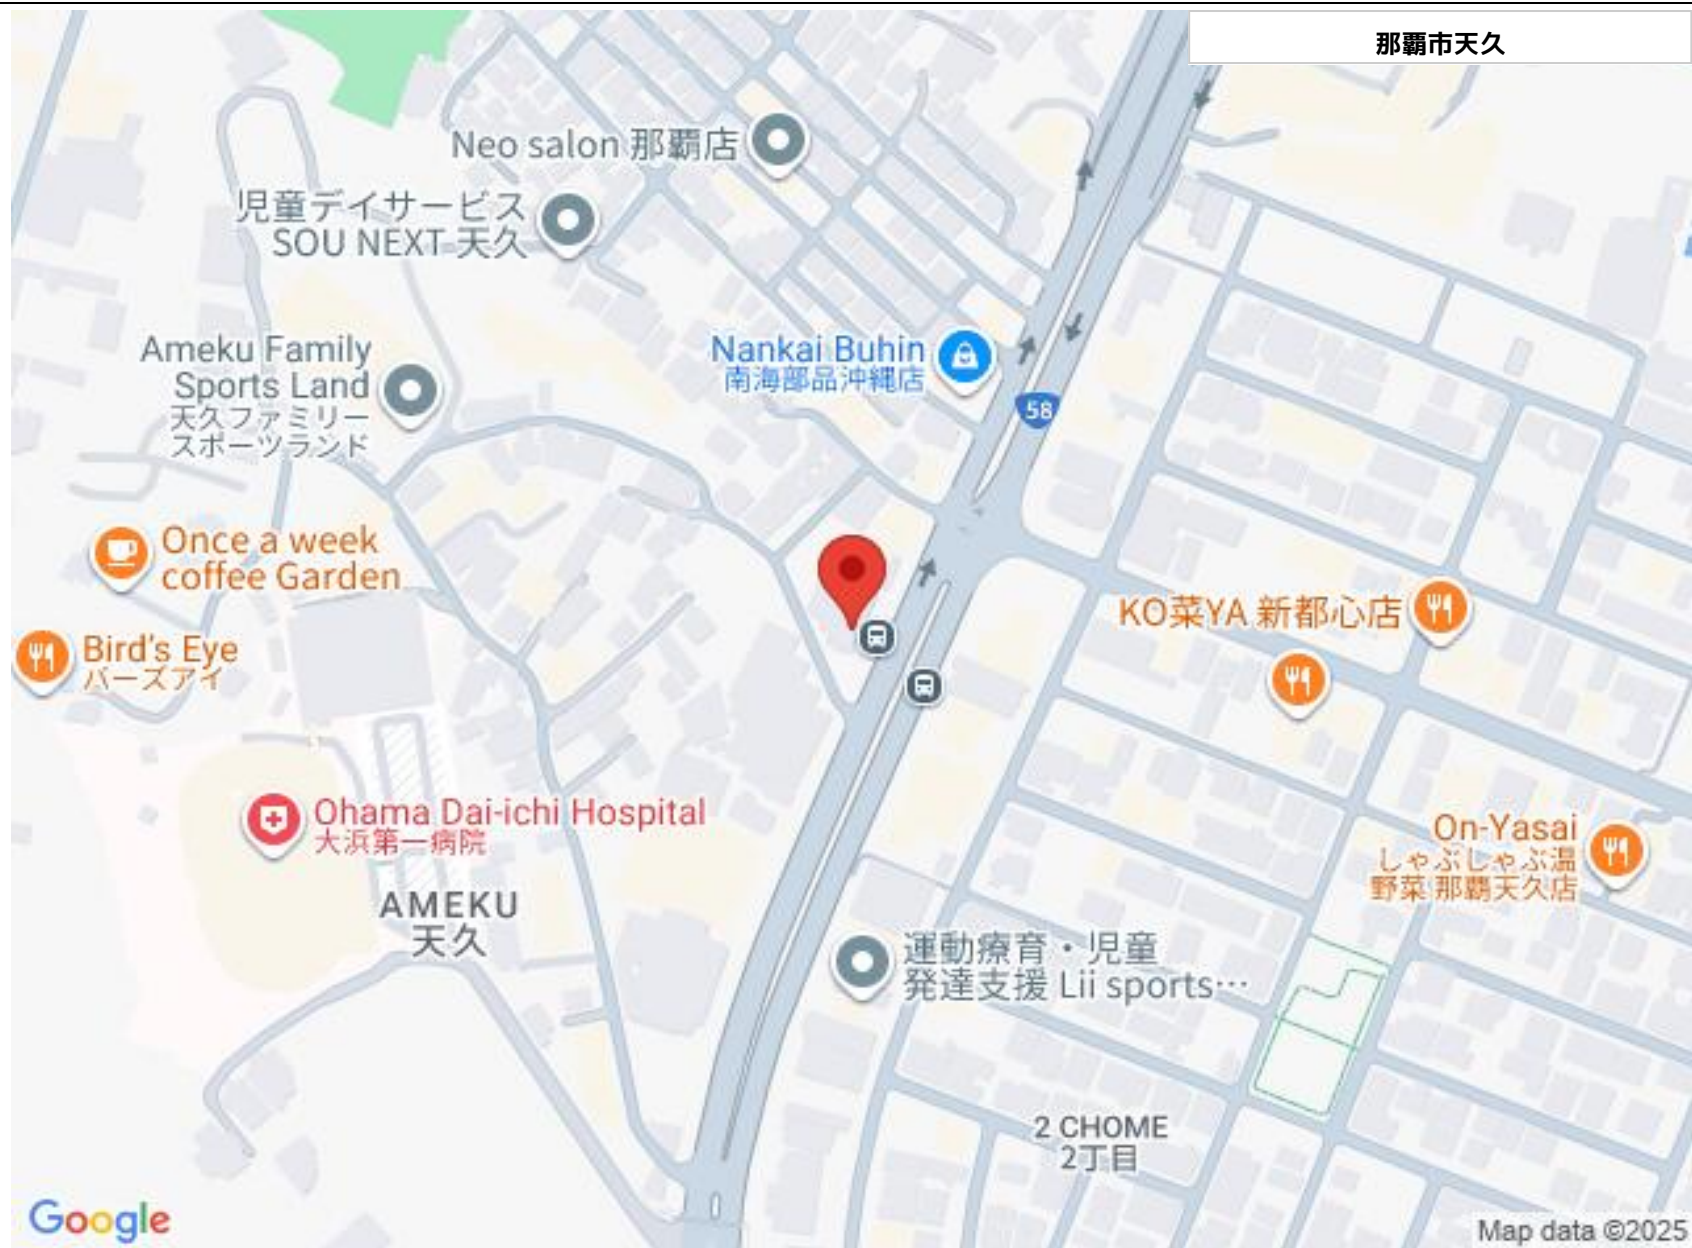 那覇市天久
Neo salon 那覇店
児童デイサービス
SOU NEXT 天久
Ameku Family
Sports Land
天久ファミリー
スポーツランド
Nankai Buhin
南海部品沖縄店
58
Once a week
coffee Garden
KO菜YA 新都心店
Bird's Eye
バーズアイ
Ohama Dai-ichi Hospital
大浜第一病院
On-Yasai
しゃぶしゃぶ温
野菜 那覇天久店
AMEKU
天久
運動療育・児童
発達支援 Lii sports…
2 CHOME
2丁目
Google
Map data ©2025